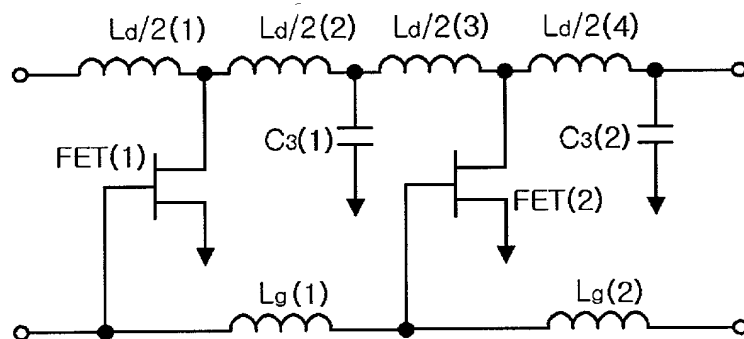 Ld/2(1) Ld/2(2) Ld/2(3) Ld/2(4)
FET(1) C3(1) FET(2) C3(2)
Lg(1) Lg(2)